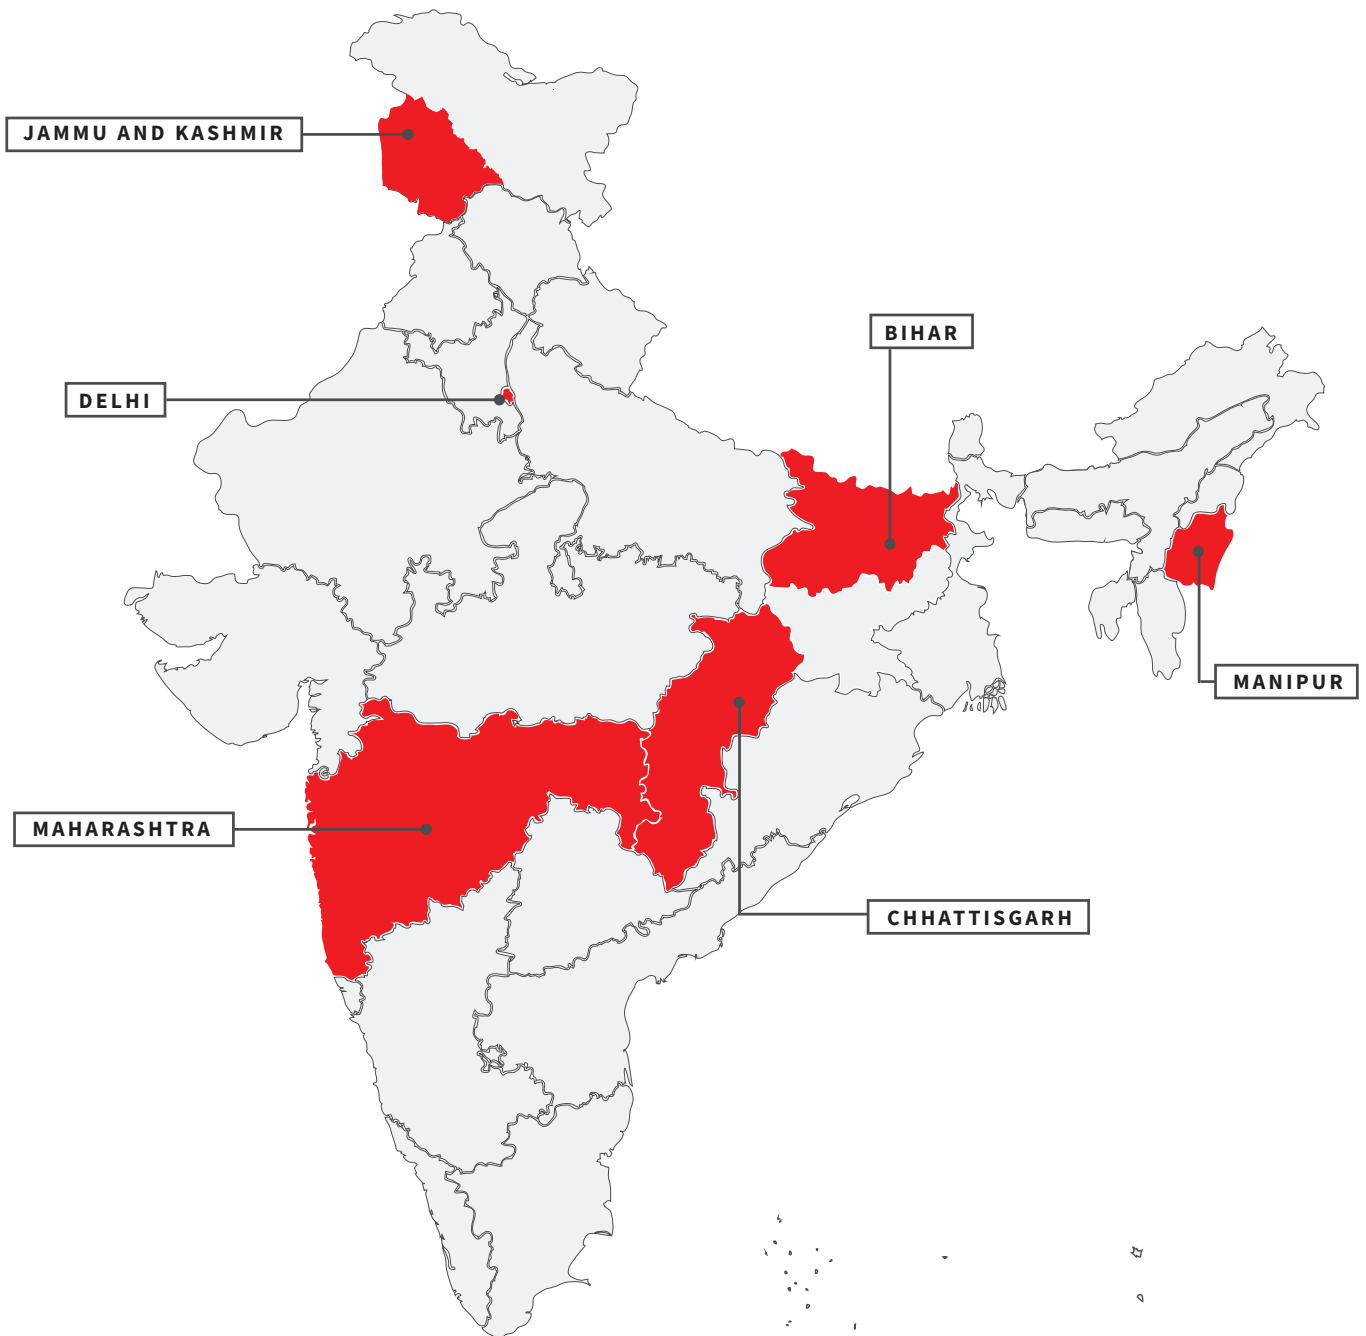 JAMMU AND KASHMIR
BIHAR
DELHI
MANIPUR
MAHARASHTRA
CHHATTISGARH